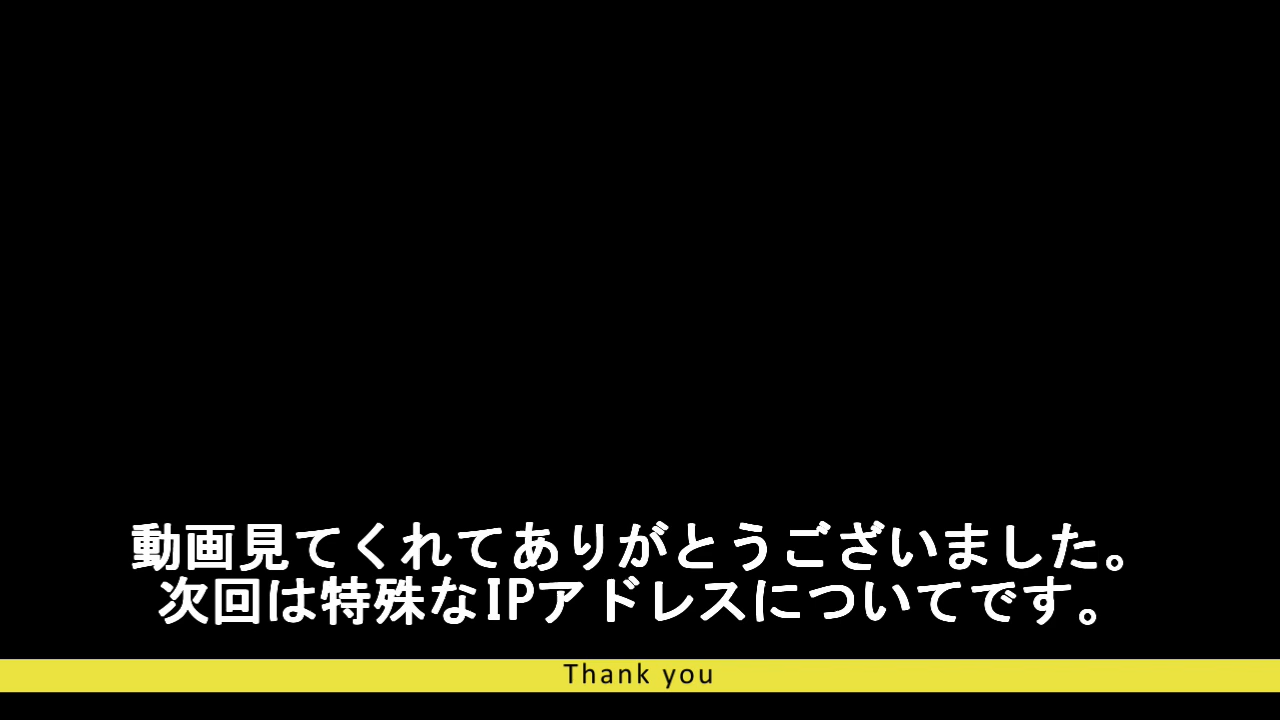 動画見てくれてありがとうございました。
次回は特殊なIPアドレスについてです。
Thank you